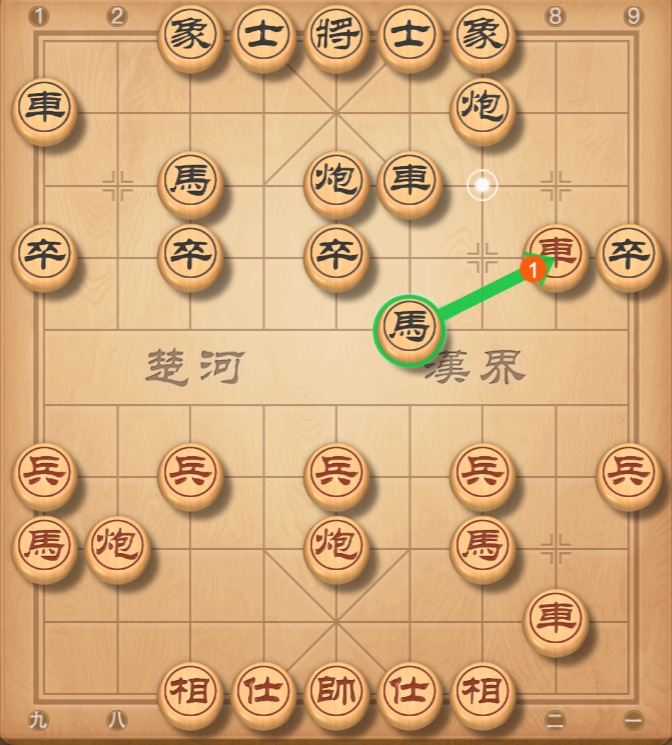 1 2 8 9
象 士 將 士 象
車 炮
馬 炮 車
卒 卒 卒 車 卒
1
馬
楚河 漢界
兵 兵 兵 兵 兵
馬 炮 炮 馬
車
相 仕 帥 仕 相
九 八 二 一